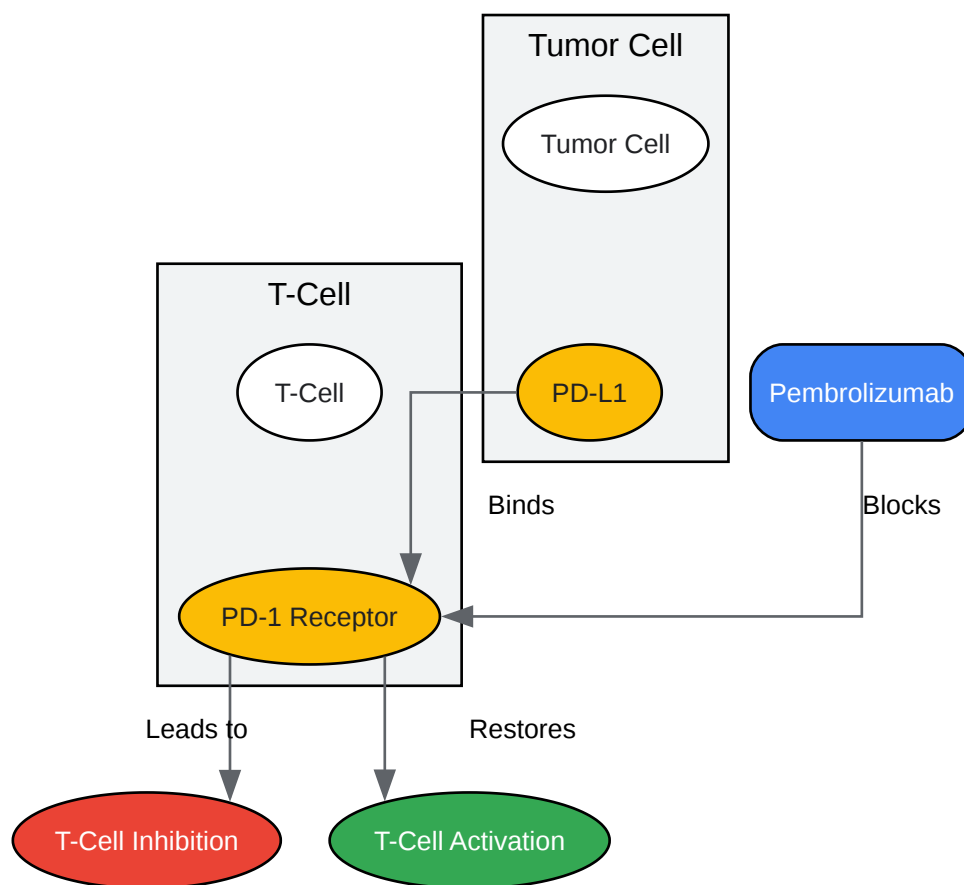 Tumor Cell
Tumor Cell
T-Cell
T-Cell
PD-L1
Pembrolizumab
Binds
Blocks
PD-1 Receptor
Leads to
Restores
T-Cell Inhibition
T-Cell Activation